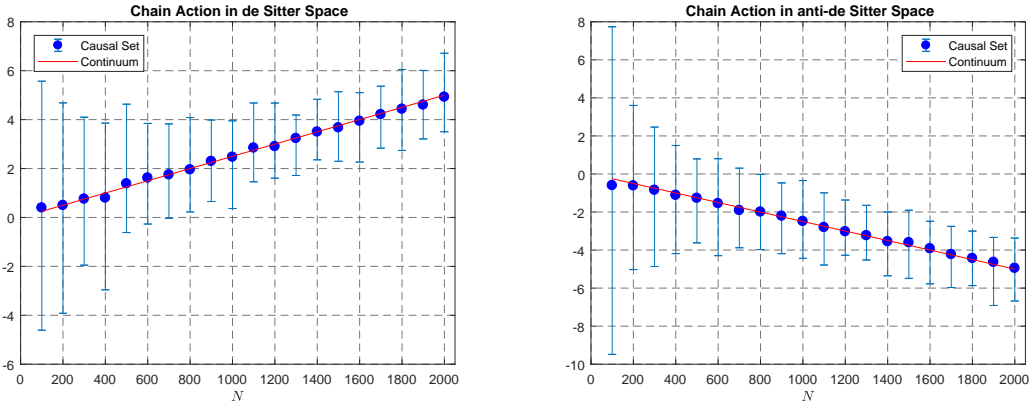 Chain Action in de Sitter Space
8
6
4
2
0
-2
-4
-6
0 200 400 600 800 1000 1200 1400 1600 1800 2000
N
Causal Set
Continuum
Chain Action in anti-de Sitter Space
8
6
4
2
0
-2
-4
-6
-8
-10
0 200 400 600 800 1000 1200 1400 1600 1800 2000
N
Causal Set
Continuum